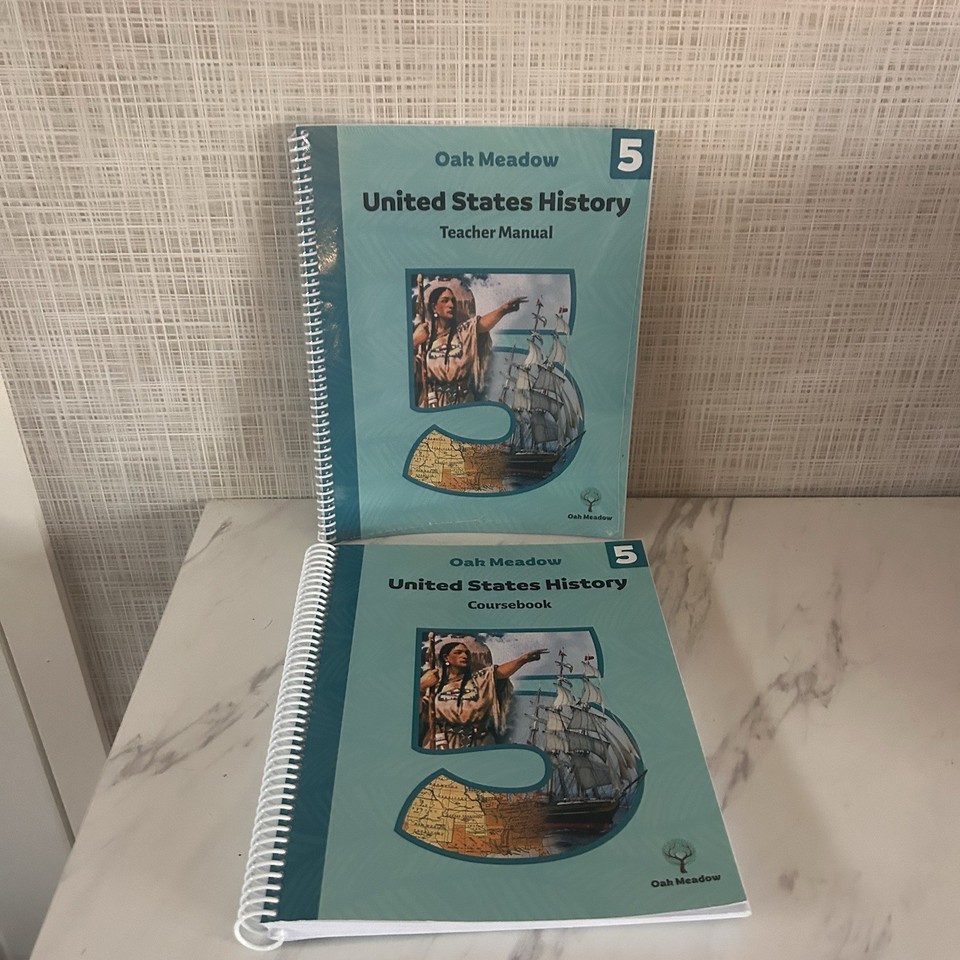 Oak Meadow
5
United States History
Teacher Manual
Oak Meadow
Oak Meadow
5
United States History
Coursebook
Oak Meadow